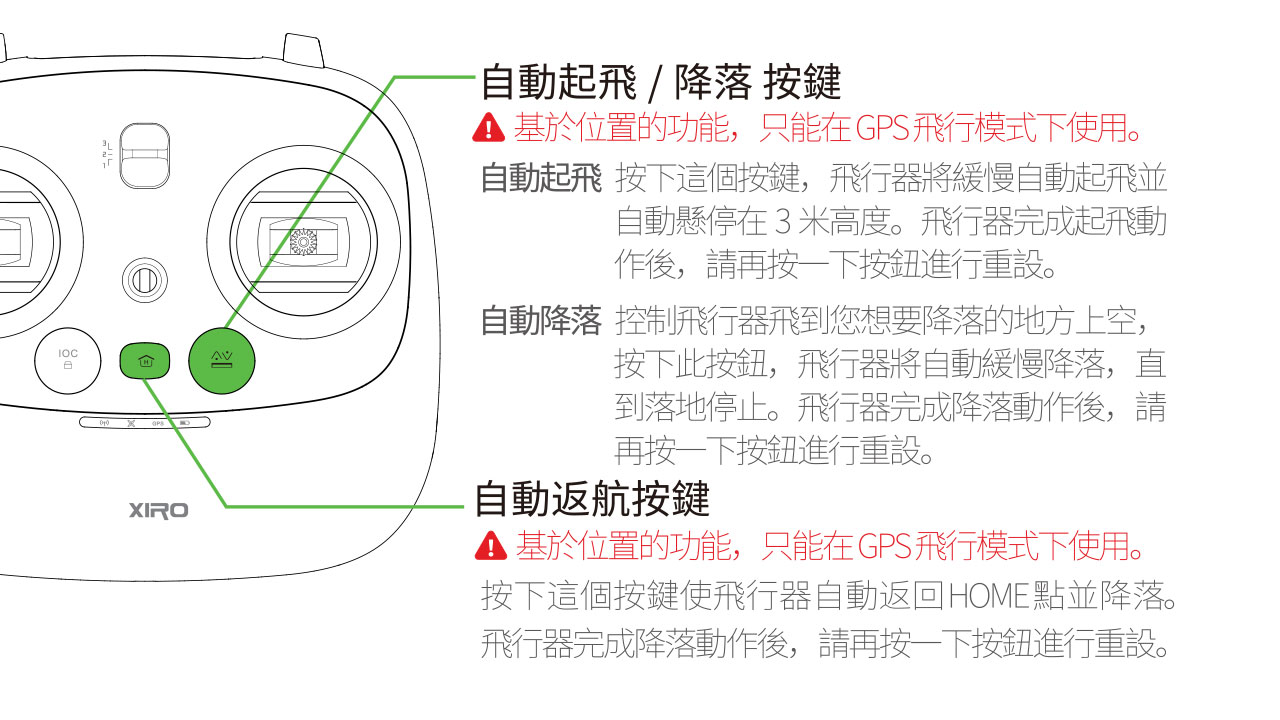 自動起飛 / 降落 按鍵
基於位置的功能，只能在GPS飛行模式下使用。
自動起飛 按下這個按鍵，飛行器將緩慢自動起飛並
自動懸停在 3 米高度。飛行器完成起飛動
作後，請再按一下按鈕進行重設。
自動降落 控制飛行器飛到您想要降落的地方上空，
按下此按鈕，飛行器將自動緩慢降落，直
到落地停止。飛行器完成降落動作後，請
再按一下按鈕進行重設。
自動返航按鍵
基於位置的功能，只能在GPS飛行模式下使用。
按下這個按鍵使飛行器自動返回HOME點並降落。
飛行器完成降落動作後，請再按一下按鈕進行重設。
3
2
1
IOC
H
GPS
XIRO